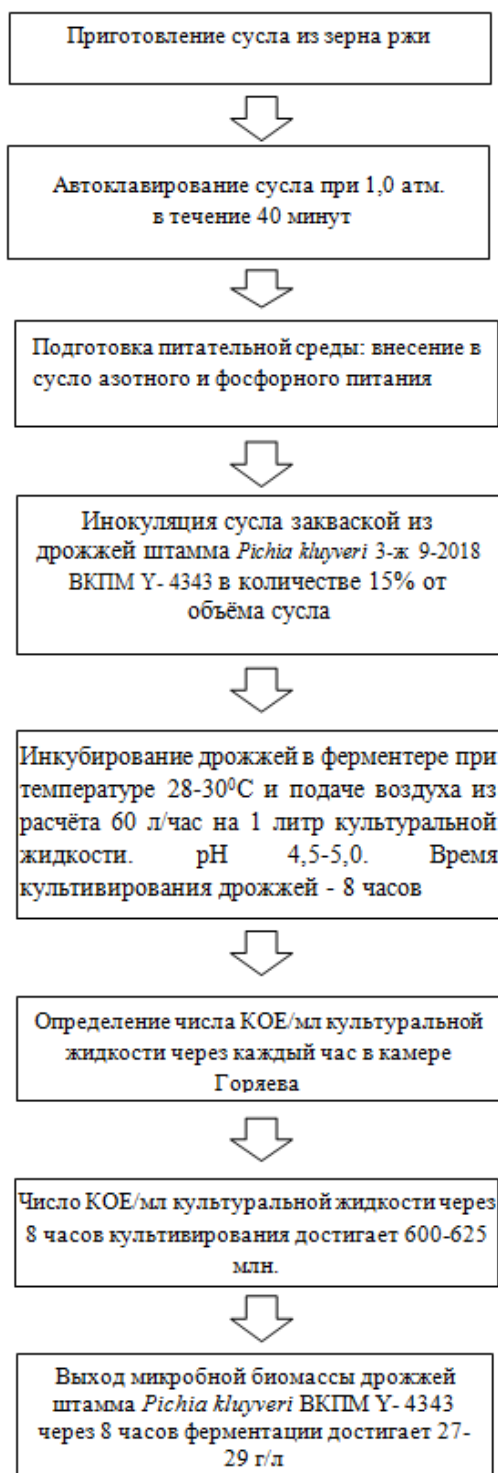 Приготовление сусла из зерна ржи
Автоклавирование сусла при 1,0 атм.
в течение 40 минут
Подготовка питательной среды: внесение в
сусло азотного и фосфорного питания
Инокуляция сусла закваской из
дрожжей штамма Pichia kluyveri 3-ж 9-2018
ВКПМ Y- 4343 в количестве 15% от
объёма сусла
Инкубирование дрожжей в ферментере при
температуре 28-30⁰С и подаче воздуха из
расчёта 60 л/час на 1 литр культуральной
жидкости. рН 4,5-5,0. Время
культивирования дрожжей - 8 часов
Определение числа КОЕ/мл культуральной
жидкости через каждый час в камере
Горяева
Число КОЕ/мл культуральной жидкости через
8 часов культивирования достигает 600-625
млн.
Выход микробной биомассы дрожжей
штамма Pichia kluyveri ВКПМ Y- 4343
через 8 часов ферментации достигает 27-
29 г/л